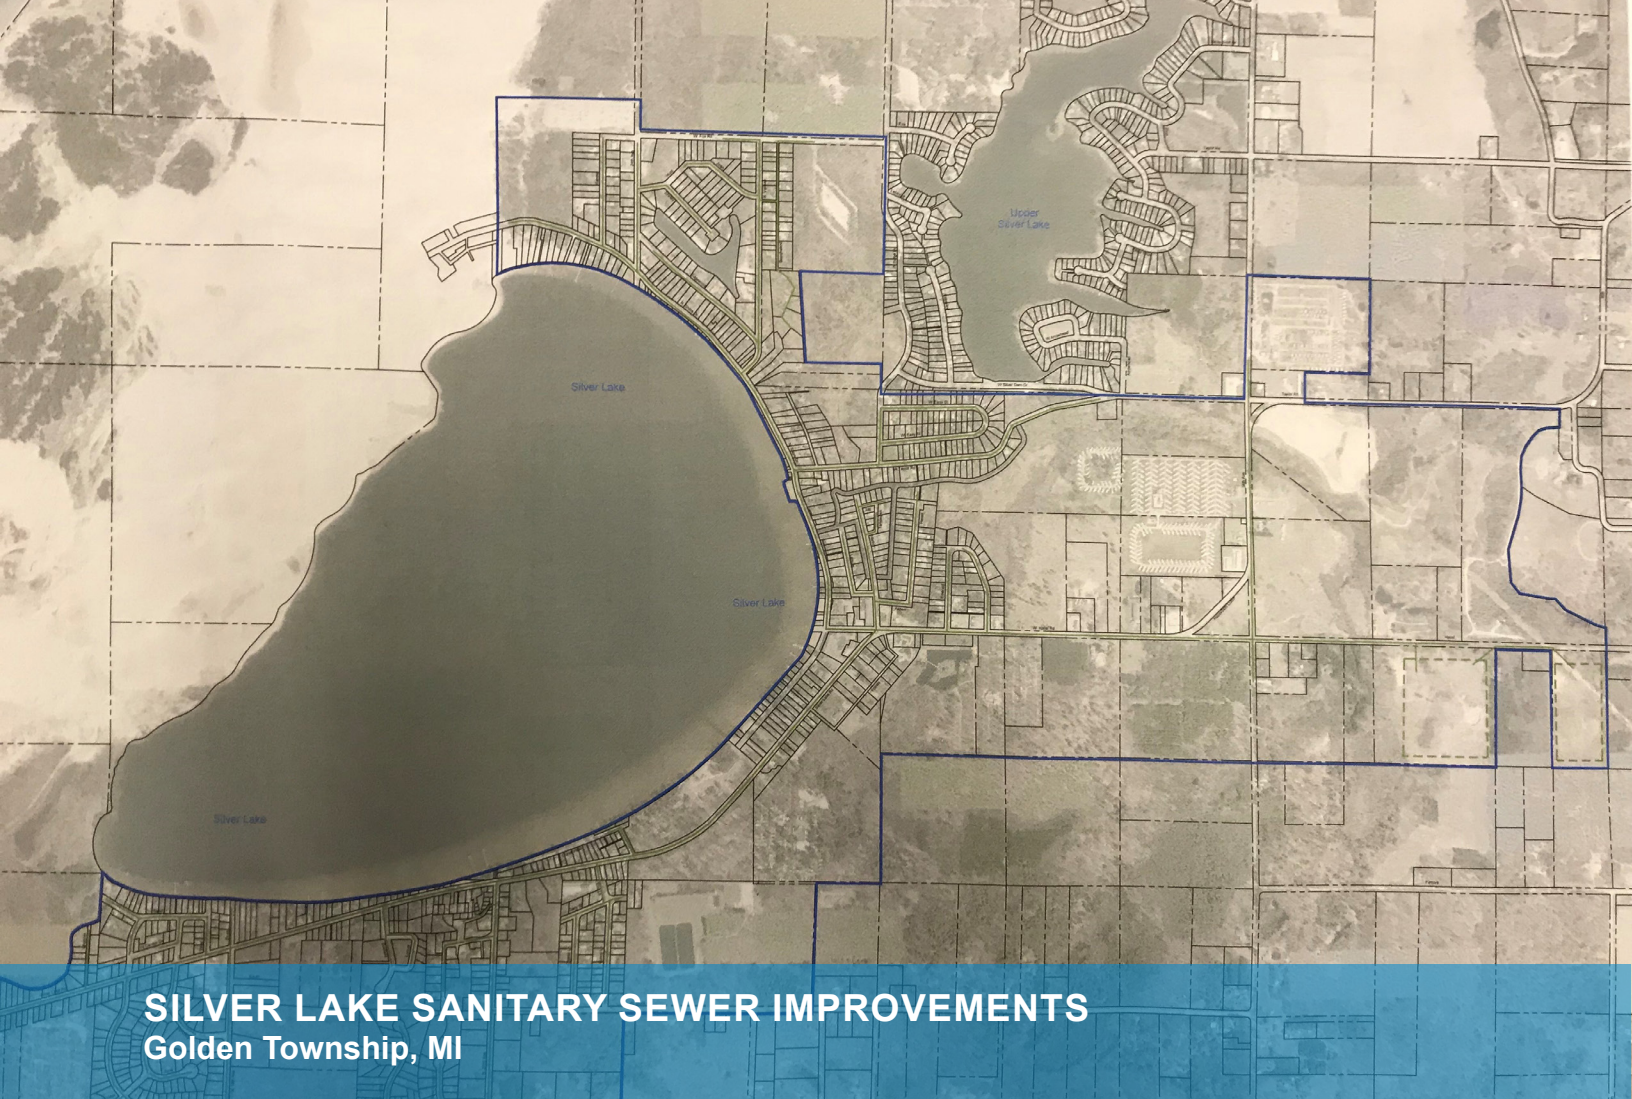 Upper
Silver Lake
Silver Lake
Silver Lake
Silver Lake
SILVER LAKE SANITARY SEWER IMPROVEMENTS
Golden Township, MI